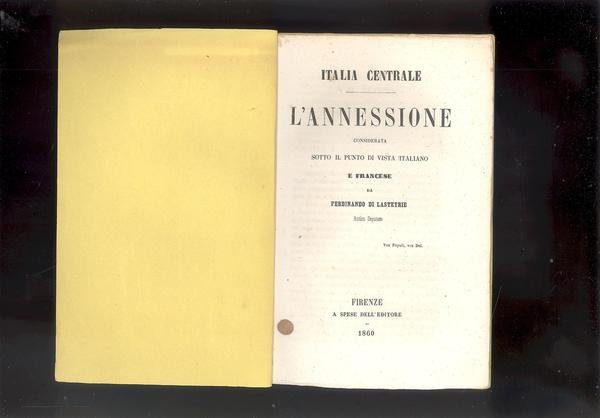 ITALIA CENTRALE
L'ANNESSIONE
CONSIDERATA
SOTTO IL PUNTO DI VISTA ITALIANO
E FRANCESE
DA
FERDINANDO DI LASTEYRIE
Antico Deputato
Vox Populi, vox Dei.
FIRENZE
A SPESE DELL'EDITORE
1860